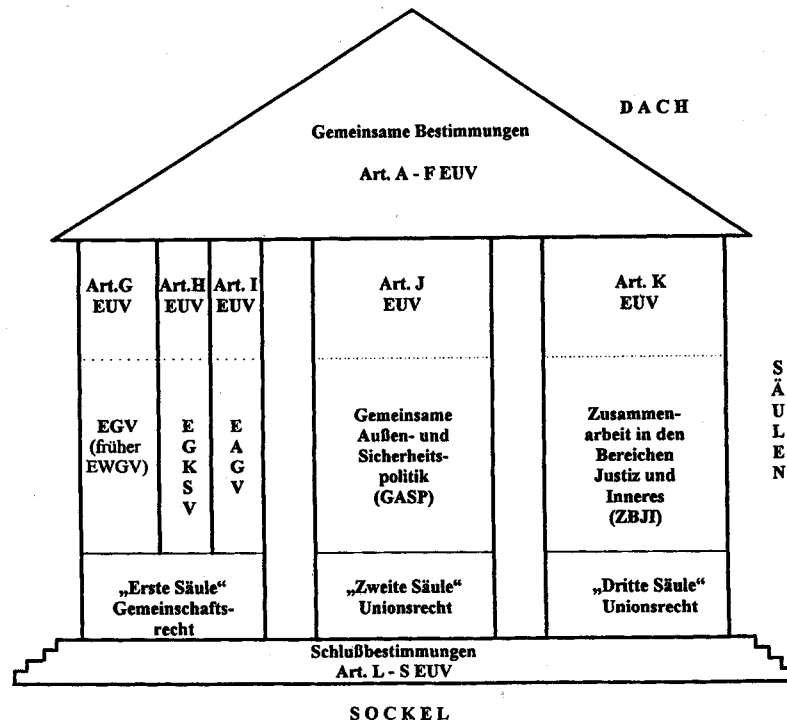 DACH
Gemeinsame Bestimmungen
Art. A - F EUV
Art.G
EUV
Art.H
EUV
Art. I
EUV
Art. J
EUV
Art. K
EUV
EGV
(früher
EWGV)
E
G
K
S
V
E
A
G
V
Gemeinsame
Außen- und
Sicherheits-
politik
(GASP)
Zusammen-
arbeit in den
Bereichen
Justiz und
Inneres
(ZBJI)
S
Ä
U
L
E
N
„Erste Säule“
Gemeinschafts-
recht
„Zweite Säule“
Unionsrecht
„Dritte Säule“
Unionsrecht
Schlußbestimmungen
Art. L - S EUV
SOCKEL